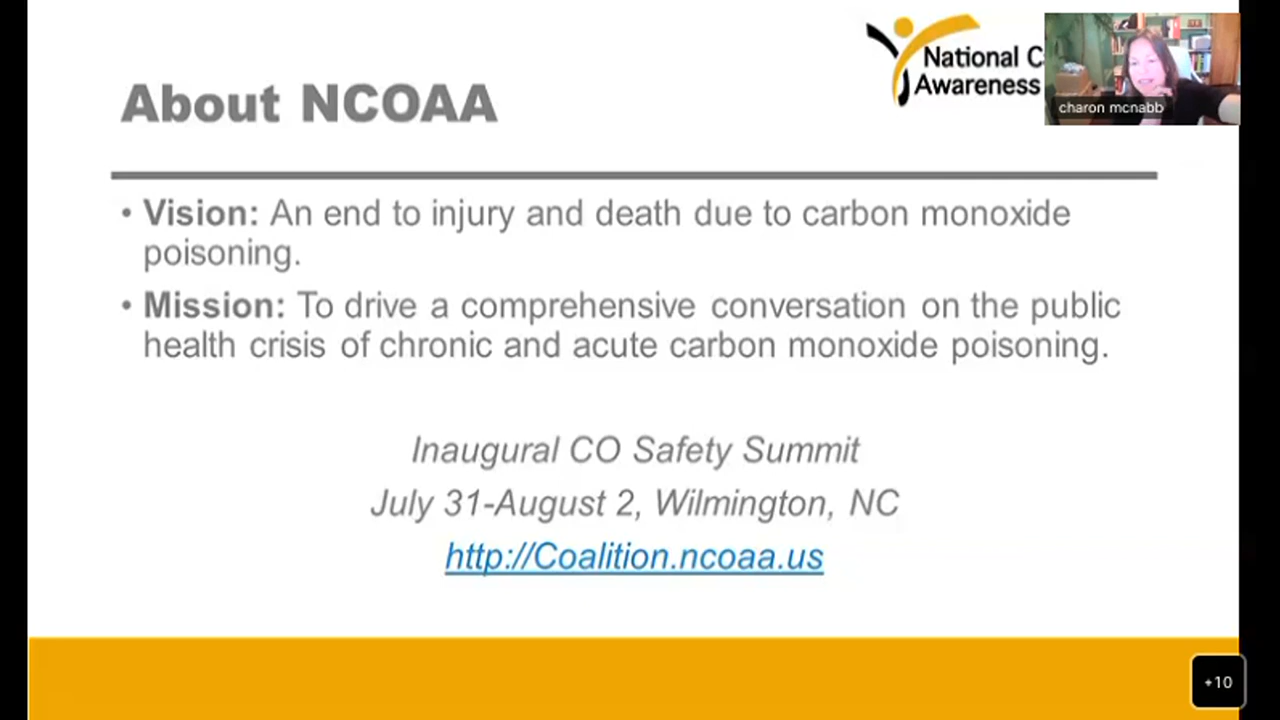 National
Awareness
charon mcnabb
About NCOAA
• Vision: An end to injury and death due to carbon monoxide
poisoning.
• Mission: To drive a comprehensive conversation on the public
health crisis of chronic and acute carbon monoxide poisoning.
Inaugural CO Safety Summit
July 31-August 2, Wilmington, NC
http://Coalition.ncoaa.us
+10